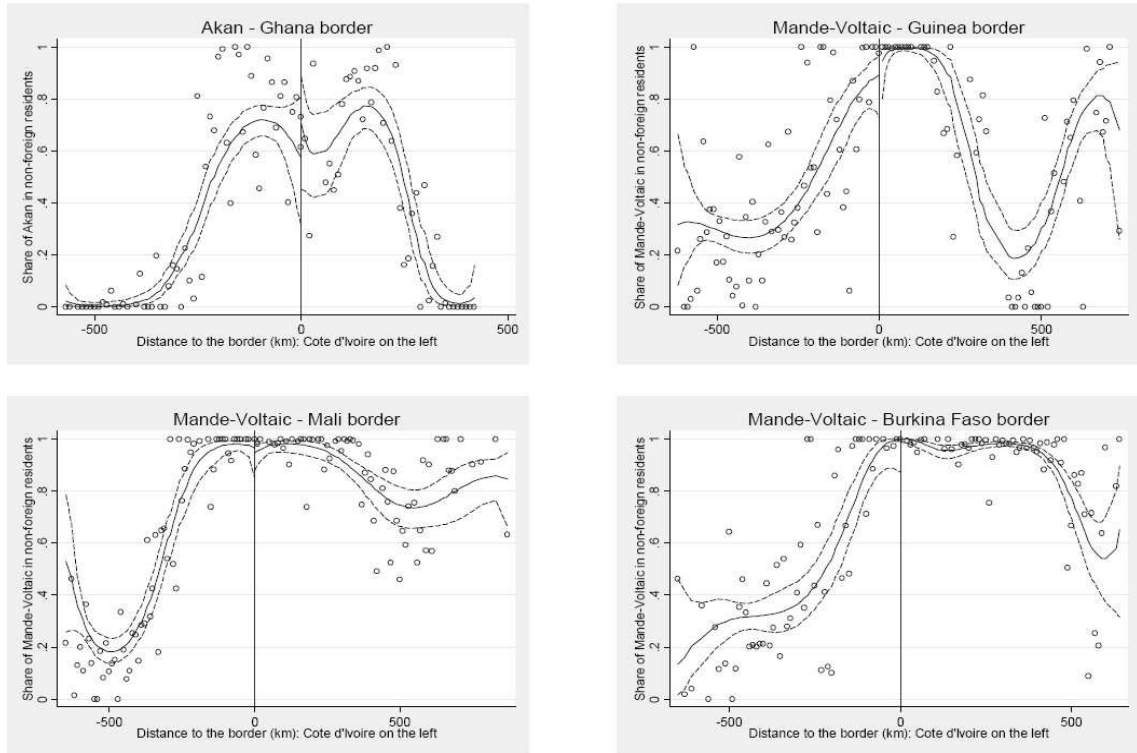 Akan - Ghana border
Share of Akan in non-foreign residents
1
.8
.6
.4
.2
0
-500 0 500
Distance to the border (km): Cote d'Ivoire on the left
Mande-Voltaic - Guinea border
Share of Mande-Voltaic in non-foreign residents
1
.8
.6
.4
.2
0
-500 0 500
Distance to the border (km): Cote d'Ivoire on the left
Mande-Voltaic - Mali border
Share of Mande-Voltaic in non-foreign residents
1
.8
.6
.4
.2
0
-500 0 500
Distance to the border (km): Cote d'Ivoire on the left
Mande-Voltaic - Burkina Faso border
Share of Mande-Voltaic in non-foreign residents
1
.8
.6
.4
.2
0
-500 0 500
Distance to the border (km): Cote d'Ivoire on the left